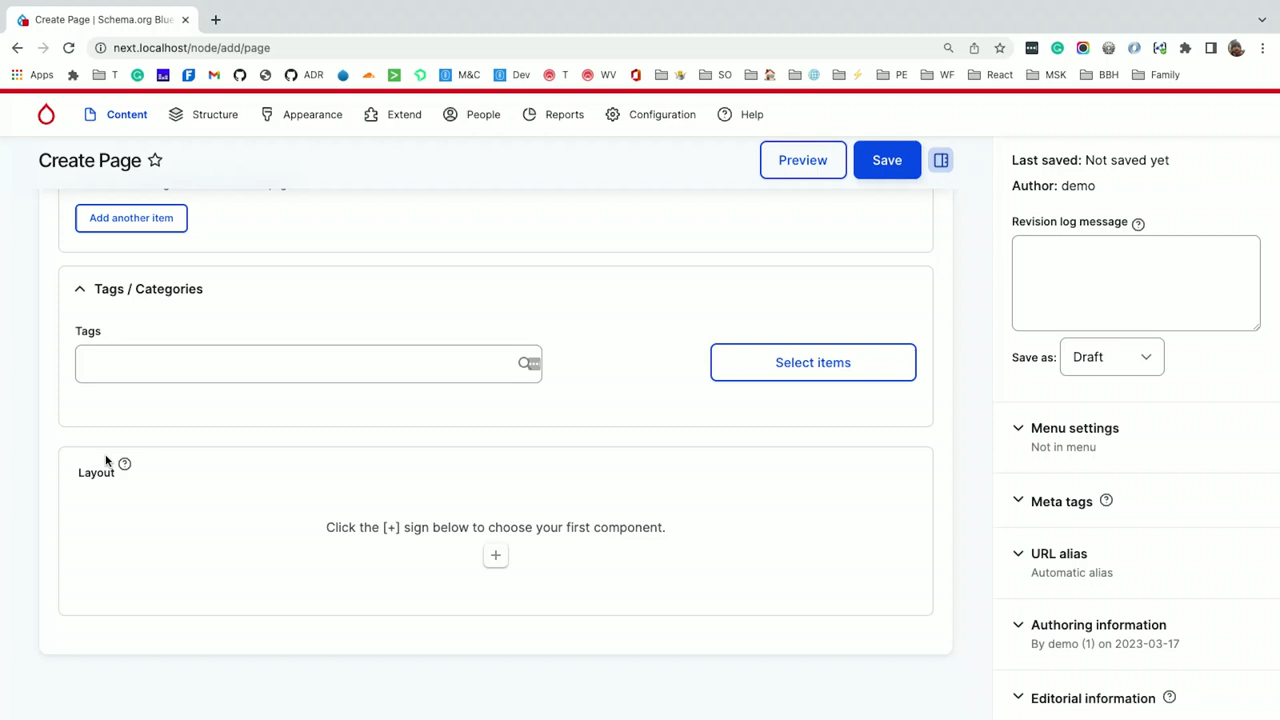 Create Page | Schema.org Blue
next.localhost/node/add/page
Apps
T
ADR
M&C
Dev
T
WV
SO
PE
WF
React
MSK
BBH
Family
Content
Structure
Appearance
Extend
People
Reports
Configuration
Help
Create Page
Preview
Save
Add another item
Tags / Categories
Tags
Select items
Layout
Click the [+] sign below to choose your first component.
Last saved: Not saved yet
Author: demo
Revision log message
Save as:
Draft
Menu settings
Not in menu
Meta tags
URL alias
Automatic alias
Authoring information
By demo (1) on 2023-03-17
Editorial information